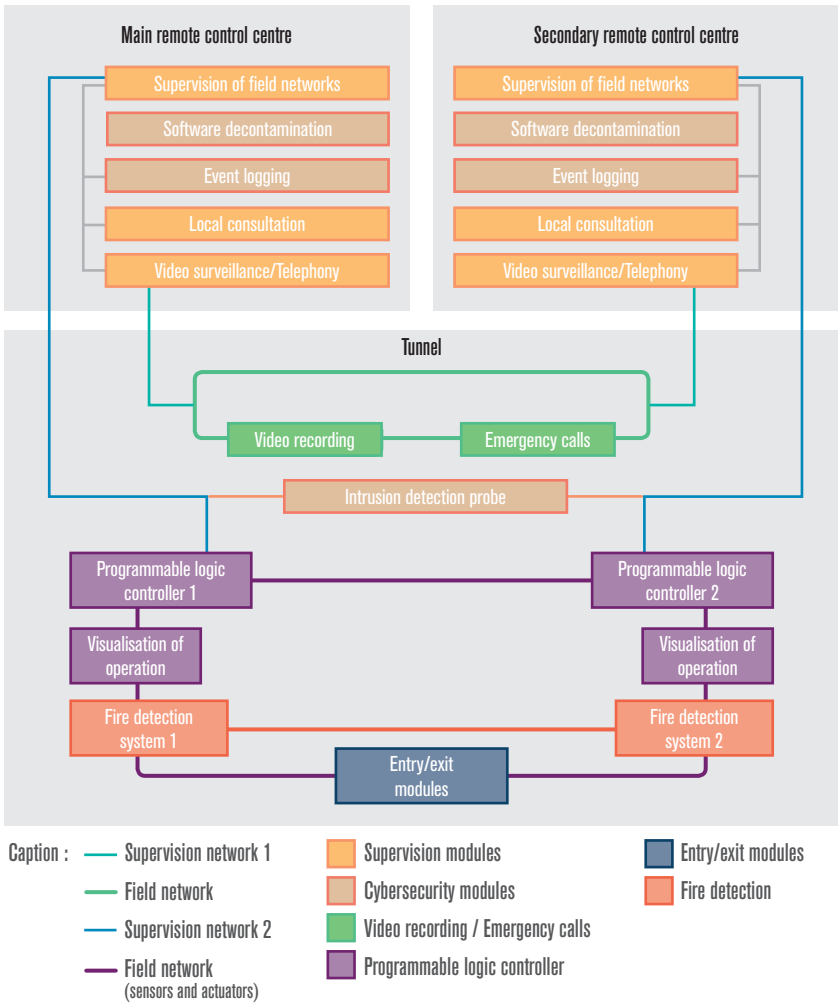 Main remote control centre
Supervision of field networks
Software decontamination
Event logging
Local consultation
Video surveillance/Telephony
Secondary remote control centre
Supervision of field networks
Software decontamination
Event logging
Local consultation
Video surveillance/Telephony
Tunnel
Video recording
Emergency calls
Intrusion detection probe
Programmable logic
controller 1
Programmable logic
controller 2
Visualisation of
operation
Visualisation of
operation
Fire detection
system 1
Fire detection
system 2
Entry/exit
modules
Caption :
Supervision network 1
Field network
Supervision network 2
Field network
(sensors and actuators)
Supervision modules
Cybersecurity modules
Video recording / Emergency calls
Programmable logic controller
Entry/exit modules
Fire detection